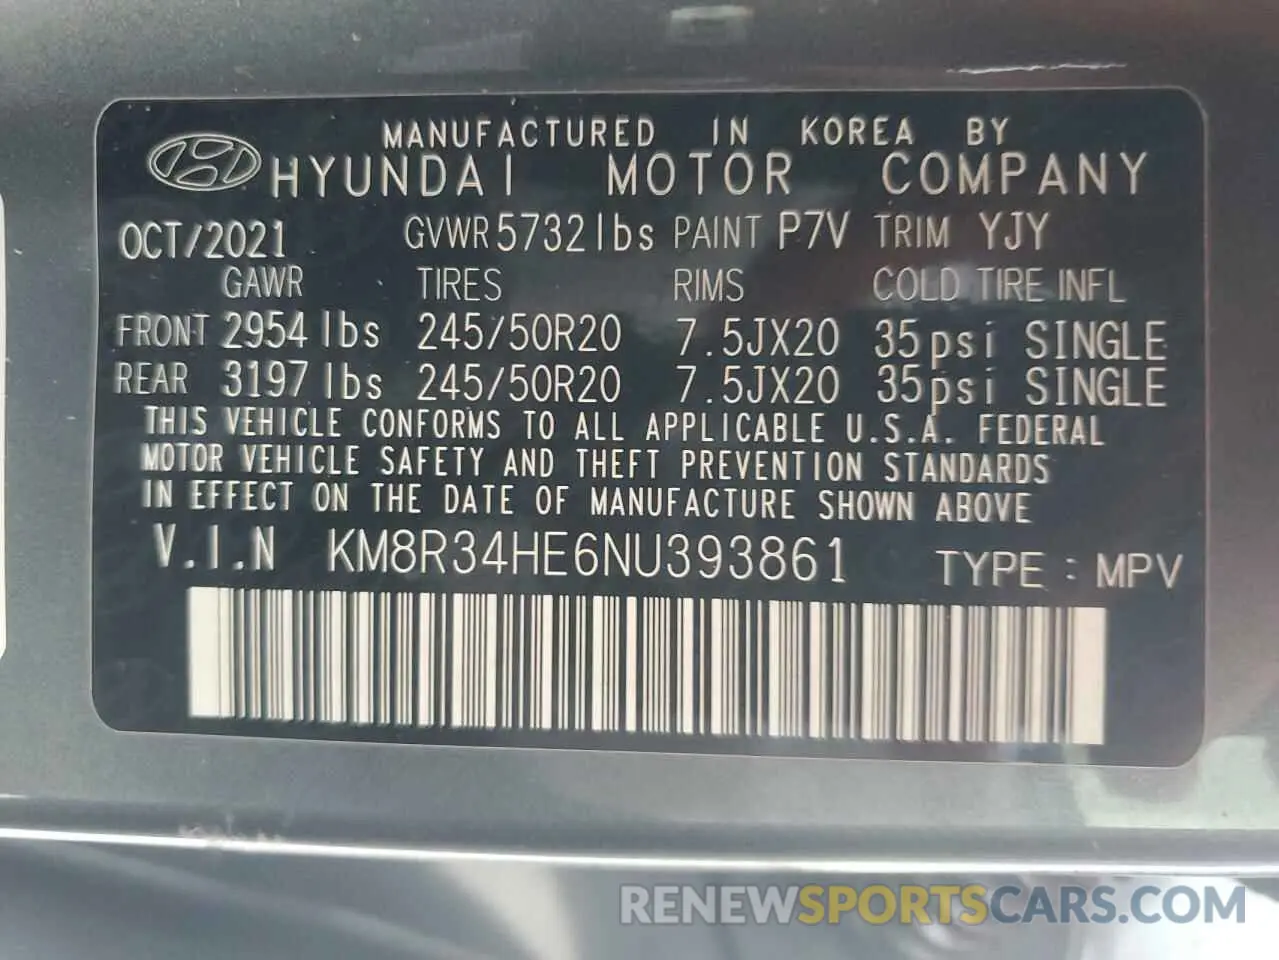 MANUFACTURED IN KOREA BY
HYUNDAI MOTOR COMPANY
OCT/2021 GVWR 5732 lbs PAINT P7V TRIM YJY
GAWR TIRES RIMS COLD TIRE INFL
FRONT 2954 lbs 245/50R20 7.5JX20 35psi SINGLE
REAR 3197 lbs 245/50R20 7.5JX20 35psi SINGLE
THIS VEHICLE CONFORMS TO ALL APPLICABLE U.S.A. FEDERAL
MOTOR VEHICLE SAFETY AND THEFT PREVENTION STANDARDS
IN EFFECT ON THE DATE OF MANUFACTURE SHOWN ABOVE
V.I.N KM8R34HE6NU393861 TYPE : MPV
RENEWSPORTSCARS.COM